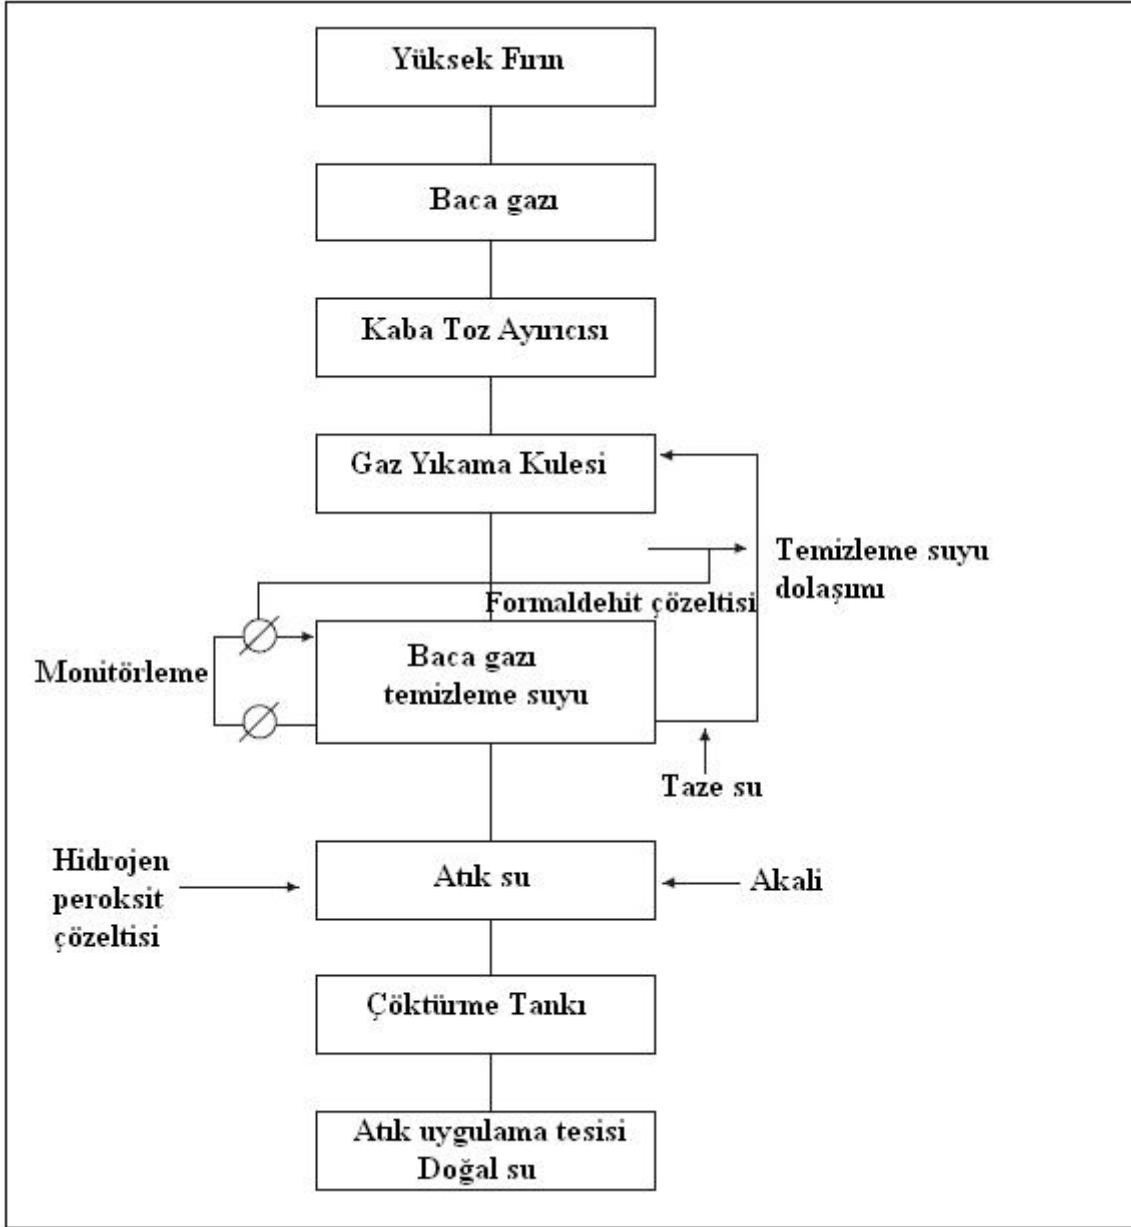 Yüksek Fırın
Baca gazı
Kaba Toz Ayırıcısı
Gaz Yıkama Kulesi
Temizleme suyu
dolaşımı
Formaldehit çözeltisi
Monitörleme
Baca gazı
temizleme suyu
Taze su
Hidrojen
peroksit
çözeltisi
Atık su
Akali
Çöktürme Tankı
Atık uygulama tesisi
Doğal su